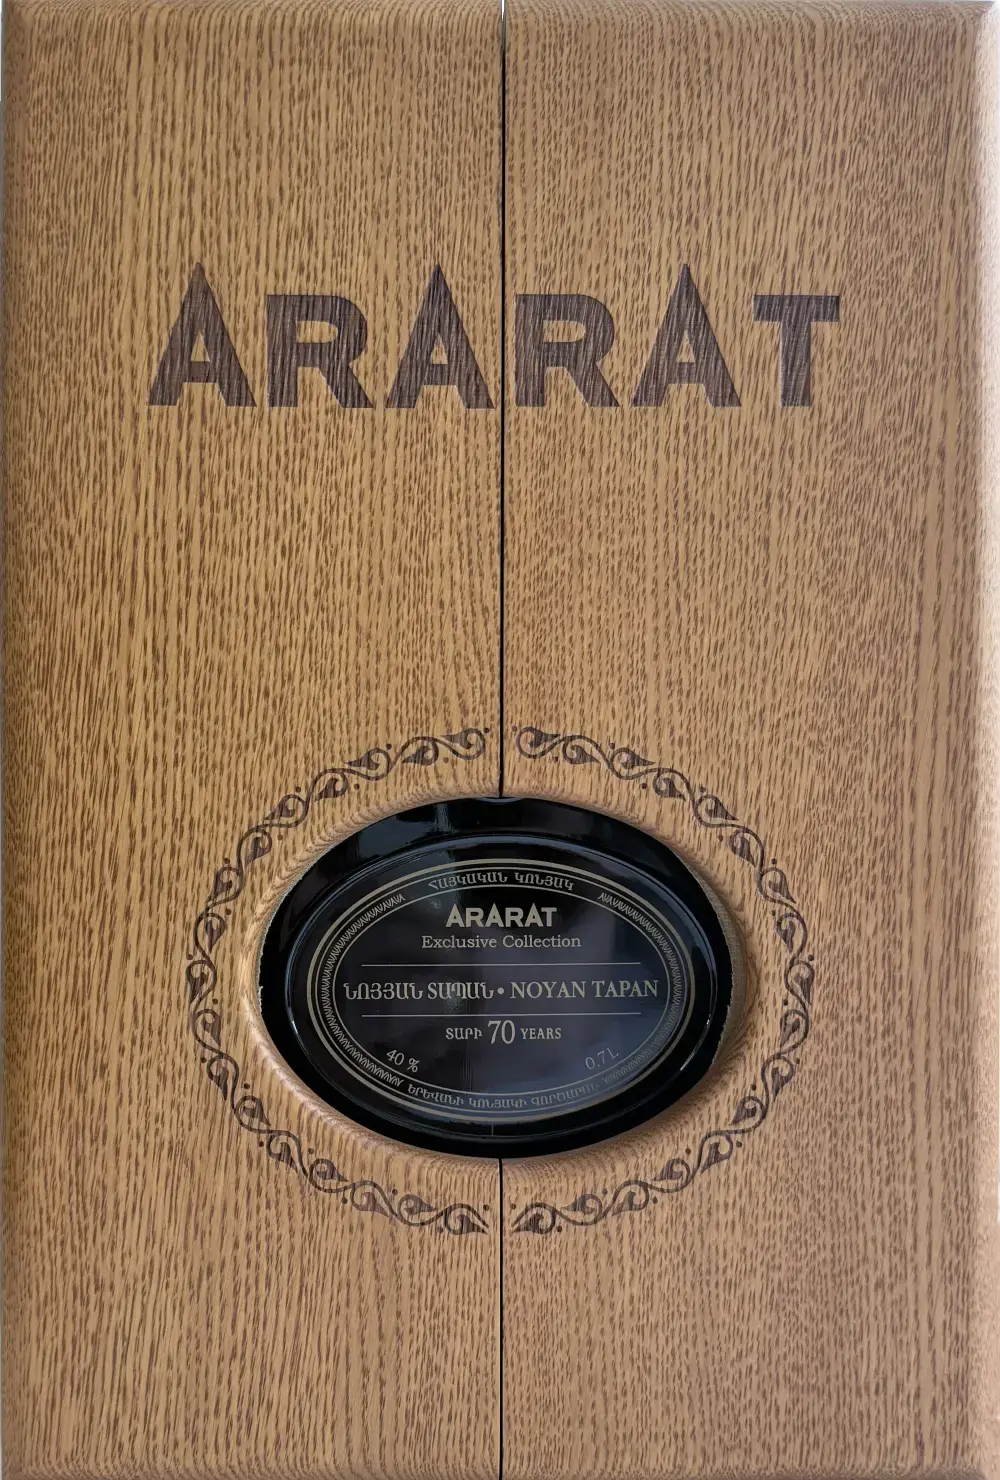 ARARAT
ՀԱՅԿԱԿԱՆ ԿՈՆՅԱԿ
ARARAT
Exclusive Collection
ՆՈՅՅԱՆ ՏԱՊԱՆ • NOYAN TAPAN
ՏԱՐԻ 70 YEARS
40 % 0,7L
ԵՐԵՎԱՆԻ ԿՈՆՅԱԿԻ ԳՈՐԾԱՐԱՆ